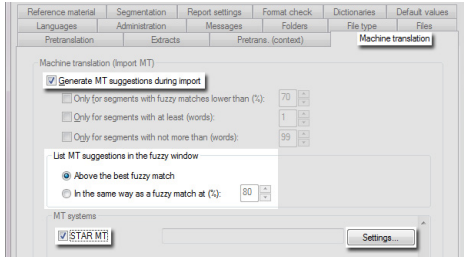 Reference material Segmentation Report settings Format check Dictionaries Default values
Languages Administration Messages Folders File type Files
Pretranslation Extracts Pretrans. (context) Machine translation
Machine translation (Import MT)
Generate MT suggestions during import
Only for segments with fuzzy matches lower than (%): 70
Only for segments with at least (words): 1
Only for segments with not more than (words): 99
List MT suggestions in the fuzzy window
Above the best fuzzy match
In the same way as a fuzzy match at (%): 80
MT systems
STAR MT Settings...